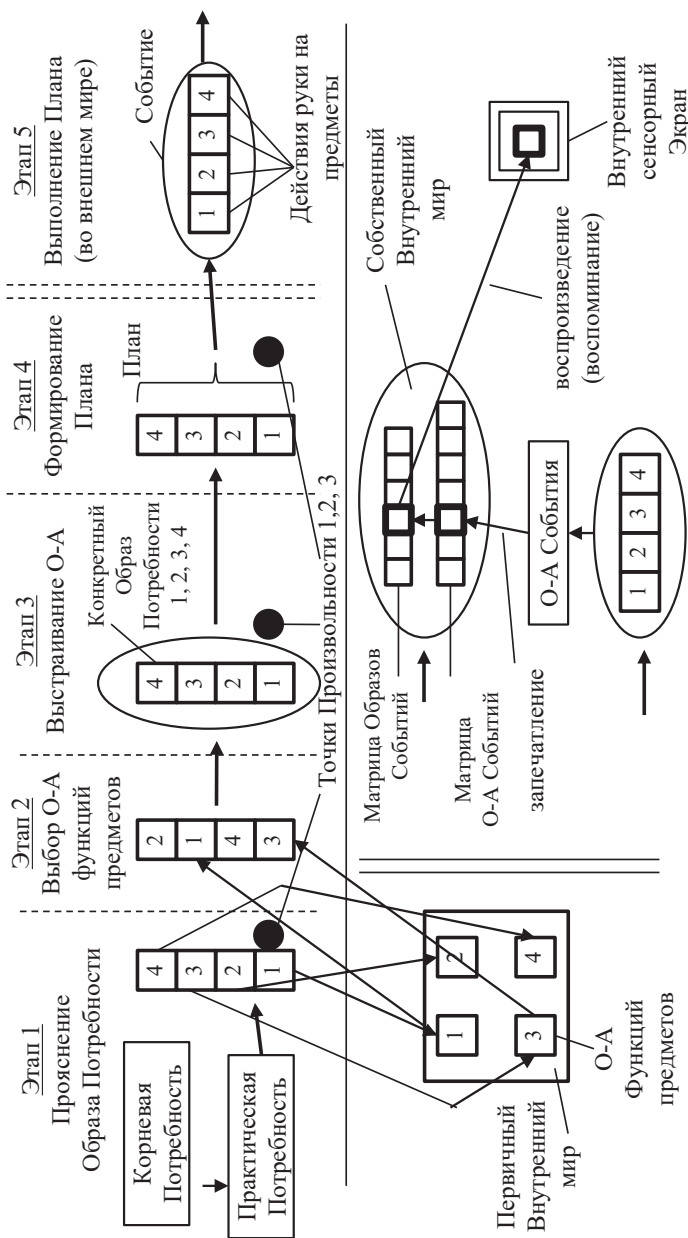 Этап 1
Прояснение
Образа Потребности
Корневая
Потребность
Практическая
Потребность
4
3
2
1
Этап 2
Выбор О-А
функций
предметов
2
1
4
3
Этап 3
Выстраивание О-А
Конкретный
Образ
Потребности
1, 2, 3, 4
4
3
2
1
Точки Произвольности 1,2, 3
Этап 4
Формирование
Плана
План
4
3
2
1
Этап 5
Выполнение Плана
(во внешнем мире)
Событие
1
2
3
4
Действия руки на
предметы
Первичный
Внутренний
мир
1
2
3
4
О-А
Функций
предметов
Матрица Образов
Событий
Матрица
О-А Событий
запечатление
О-А События
1
2
3
4
Собственный
Внутренний
мир
воспроизведение
(воспоминание)
Внутренний
сенсорный
Экран